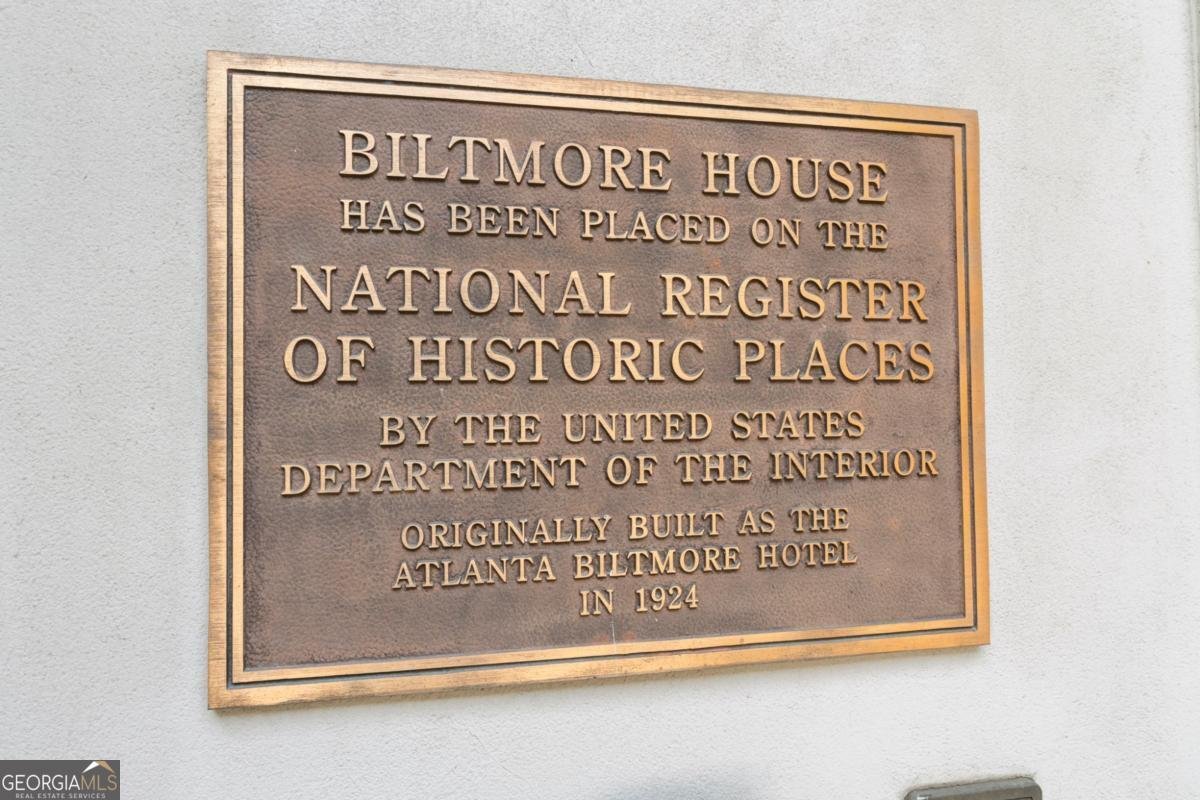 BILTMORE HOUSE
HAS BEEN PLACED ON THE
NATIONAL REGISTER
OF HISTORIC PLACES
BY THE UNITED STATES
DEPARTMENT OF THE INTERIOR
ORIGINALLY BUILT AS THE
ATLANTA BILTMORE HOTEL
IN 1924
GEORGIAMLS
REAL ESTATE SERVICES